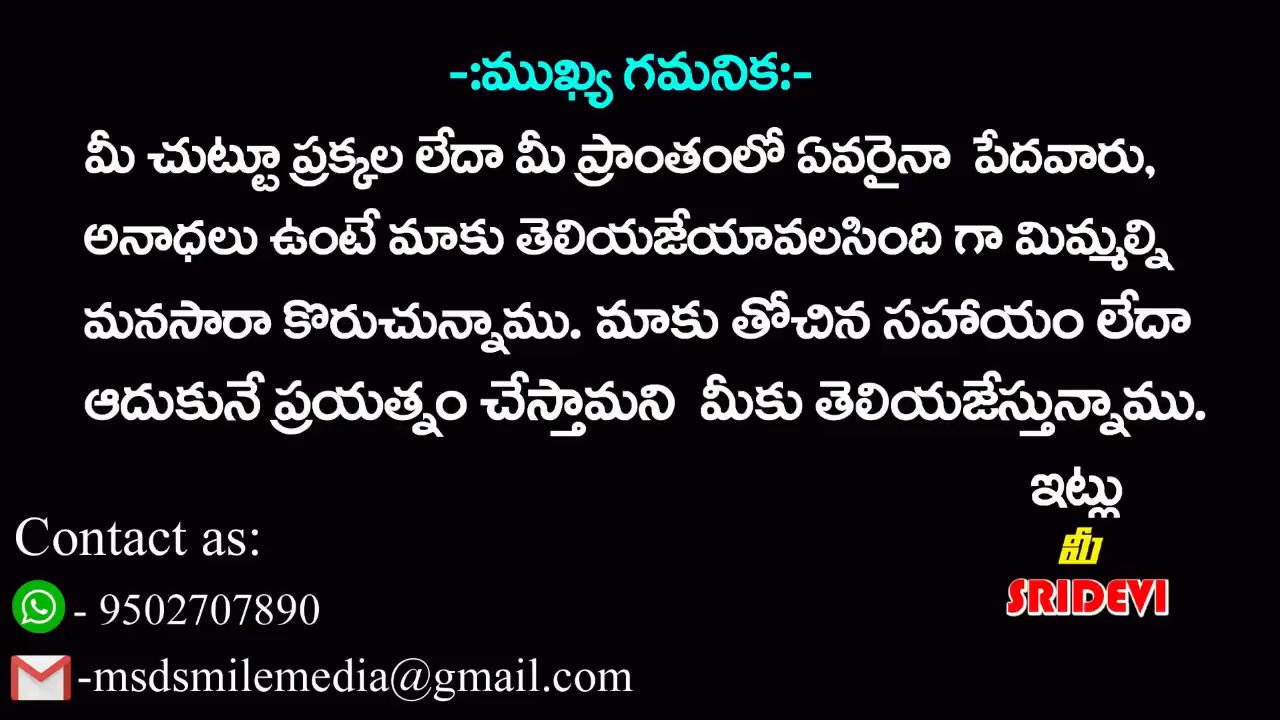 -:ముఖ్య గమనిక:-
మీ చుట్టూ ప్రక్కల లేదా మీ ప్రాంతంలో ఏవరైనా పేదవారు,
అనాధలు ఉంటే మాకు తెలియజేయావలసింది గా మిమ్మల్ని
మనసారా కొరుచున్నాము. మాకు తోచిన సహాయం లేదా
ఆదుకునే ప్రయత్నం చేస్తామని మీకు తెలియజేస్తున్నాము.
ఇట్లు
మీ
SRIDEVI
Contact as:
- 9502707890
-msdsmilemedia@gmail.com